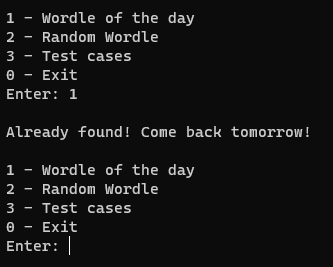 1 - Wordle of the day
2 - Random Wordle
3 - Test cases
0 - Exit
Enter: 1
Already found! Come back tomorrow!
1 - Wordle of the day
2 - Random Wordle
3 - Test cases
0 - Exit
Enter: